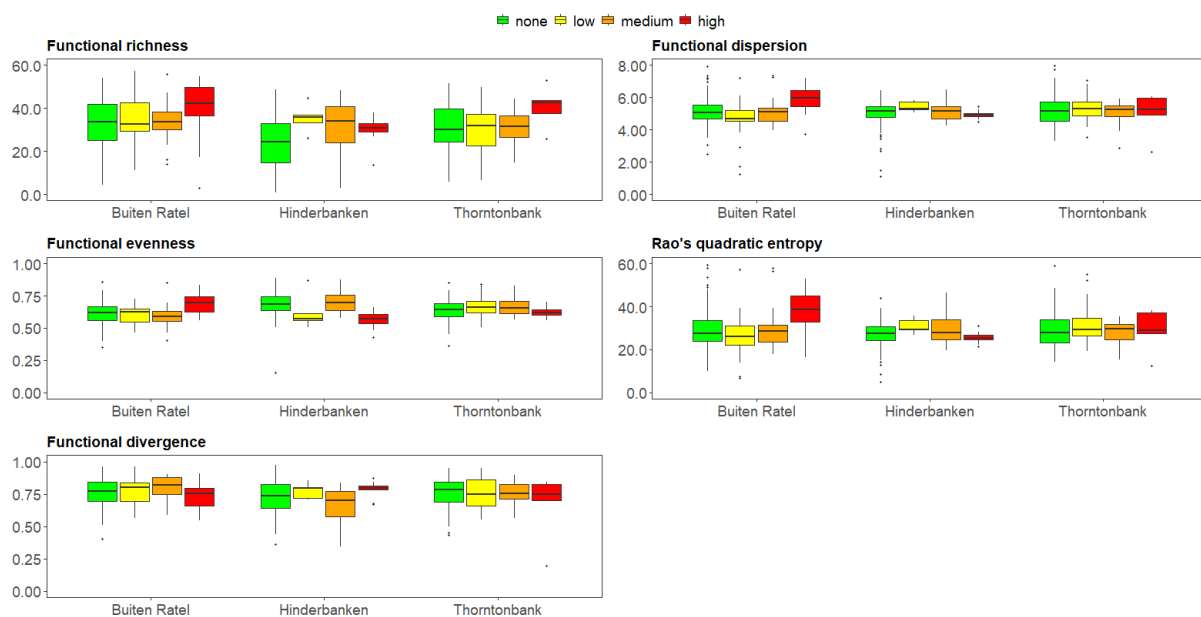 none low medium high
Functional richness
60.0
40.0
20.0
0.0
Buiten Ratel Hinderbanken Thorntonbank
Functional dispersion
8.00
6.00
4.00
2.00
0.00
Buiten Ratel Hinderbanken Thorntonbank
Functional evenness
1.00
0.75
0.50
0.25
0.00
Buiten Ratel Hinderbanken Thorntonbank
Rao's quadratic entropy
60.0
40.0
20.0
0.0
Buiten Ratel Hinderbanken Thorntonbank
Functional divergence
1.00
0.75
0.50
0.25
0.00
Buiten Ratel Hinderbanken Thorntonbank